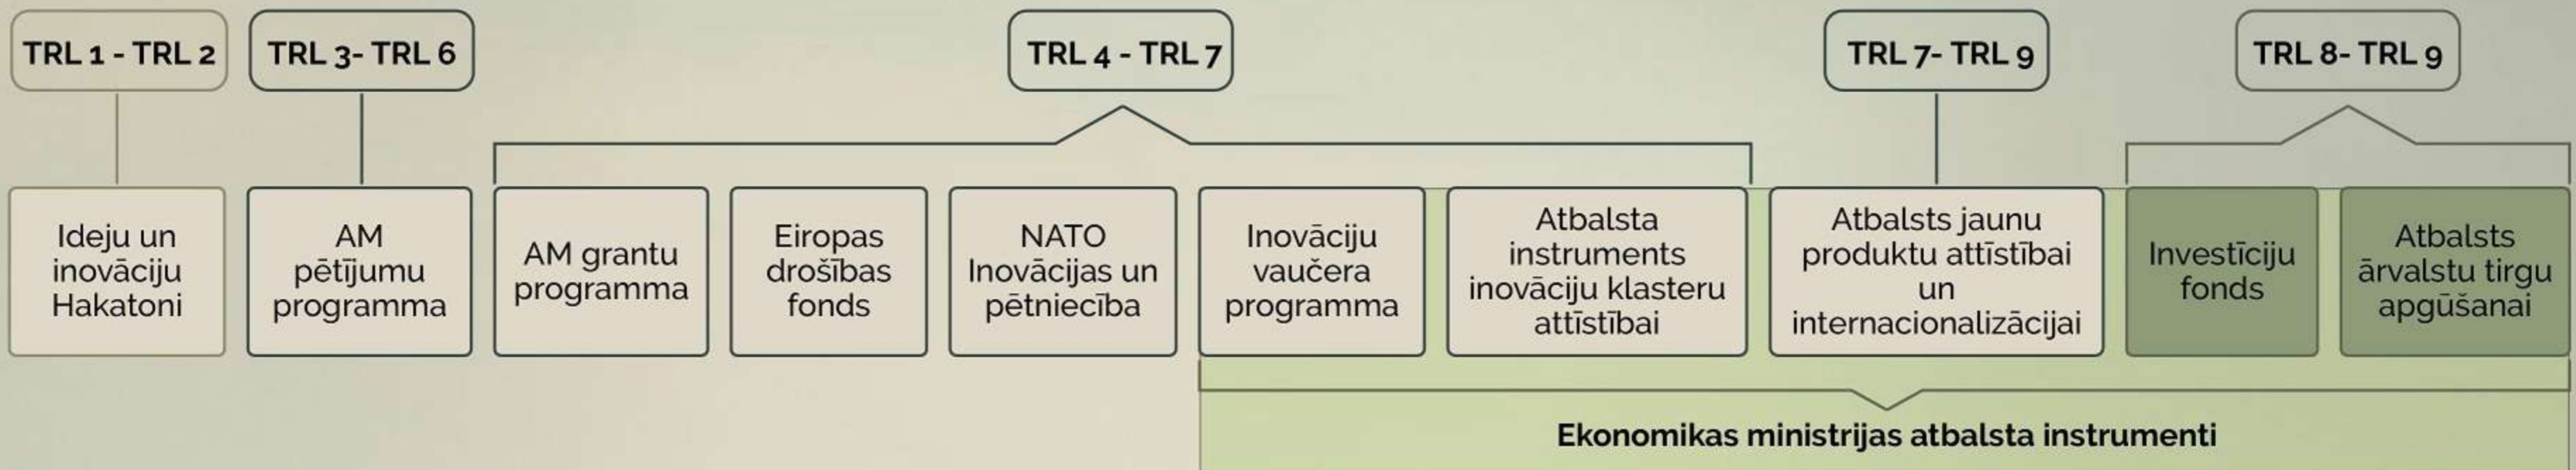 TRL 1 - TRL 2
TRL 3- TRL 6
TRL 4 - TRL 7
TRL 7- TRL 9
TRL 8- TRL 9
Ideju un
inovāciju
Hakatoni
AM
pētījumu
programma
AM grantu
programma
Eiropas
drošības
fonds
NATO
Inovācijas un
pētniecība
Inovāciju
vaučera
programma
Atbalsta
instruments
inovāciju klasteru
attīstībai
Atbalsts jaunu
produktu attīstībai
un
internacionalizācijai
Investīciju
fonds
Atbalsts
ārvalstu tirgu
apgūšanai
Ekonomikas ministrijas atbalsta instrumenti